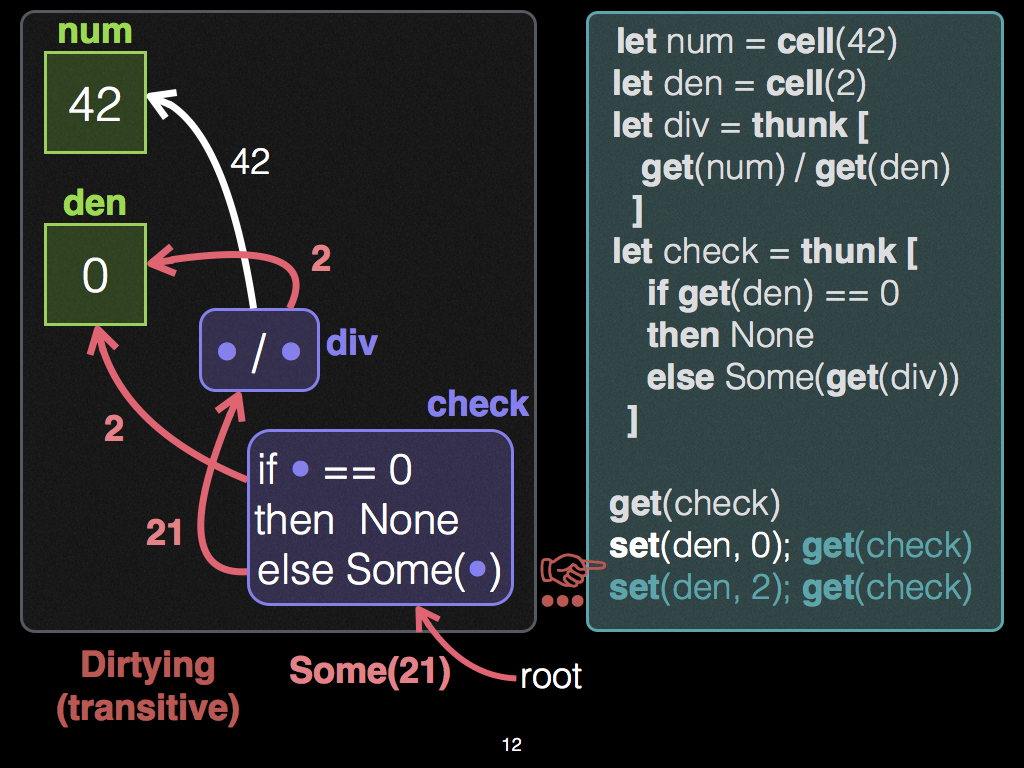 num
42
42
den
0
2
• / •
div
2
check
if • == 0
then None
else Some(•)
21
Dirtying
(transitive)
Some(21)
root
let num = cell(42)
let den = cell(2)
let div = thunk [
get(num) / get(den)
]
let check = thunk [
if get(den) == 0
then None
else Some(get(div))
]
get(check)
set(den, 0); get(check)
set(den, 2); get(check)
12